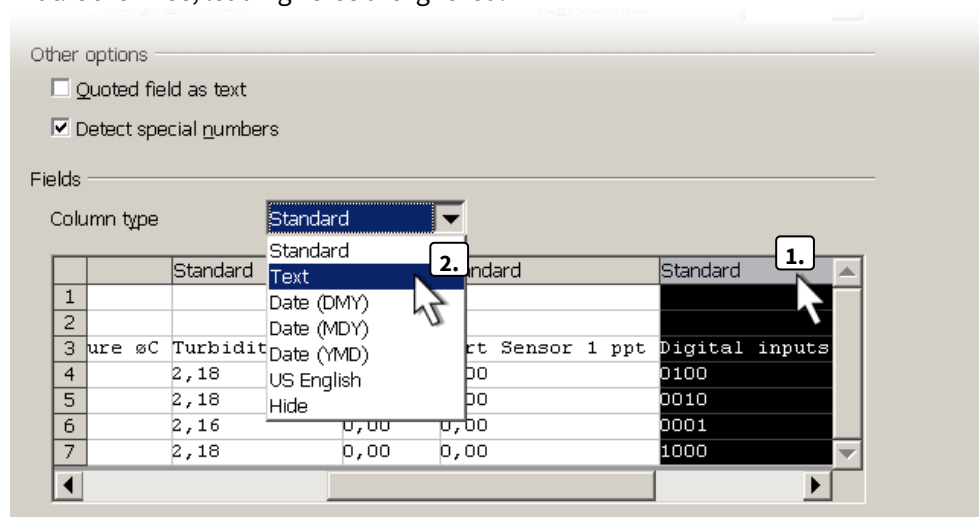 Other options
Quoted field as text
Detect special numbers
Fields
Column type Standard
Standard
Text
Date (DMY)
Date (MDY)
Date (YMD)
US English
Hide
2.
1.
Standard ndard Standard
1
2
3 ure øC Turbidit rt Sensor 1 ppt Digital inputs
4 2,18 00 0100
5 2,18 00 0010
6 2,16 0,00 0,00 0001
7 2,18 0,00 0,00 1000